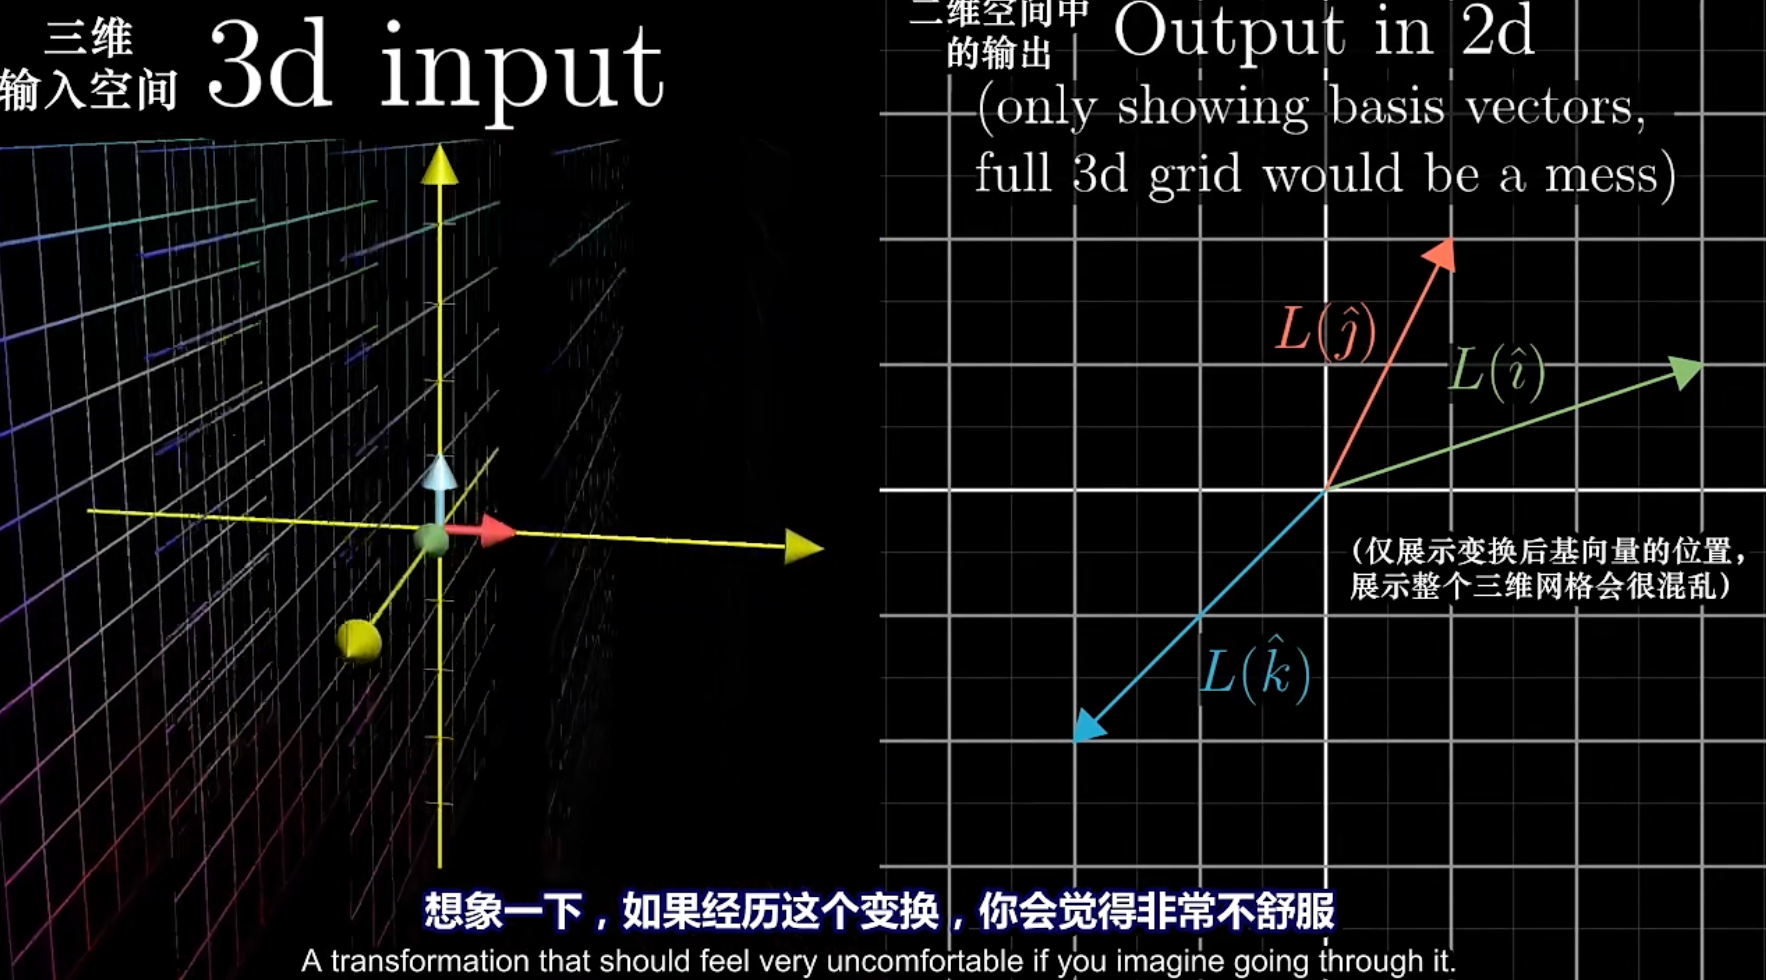 三维
输入空间
3d input
二维空间中
的输出
Output in 2d
(only showing basis vectors,
full 3d grid would be a mess)
L(ĵ)
L(î)
(仅展示变换后基向量的位置,
展示整个三维网格会很混乱)
L(k̂)
想象一下，如果经历这个变换，你会觉得非常不舒服
A transformation that should feel very uncomfortable if you imagine going through it.